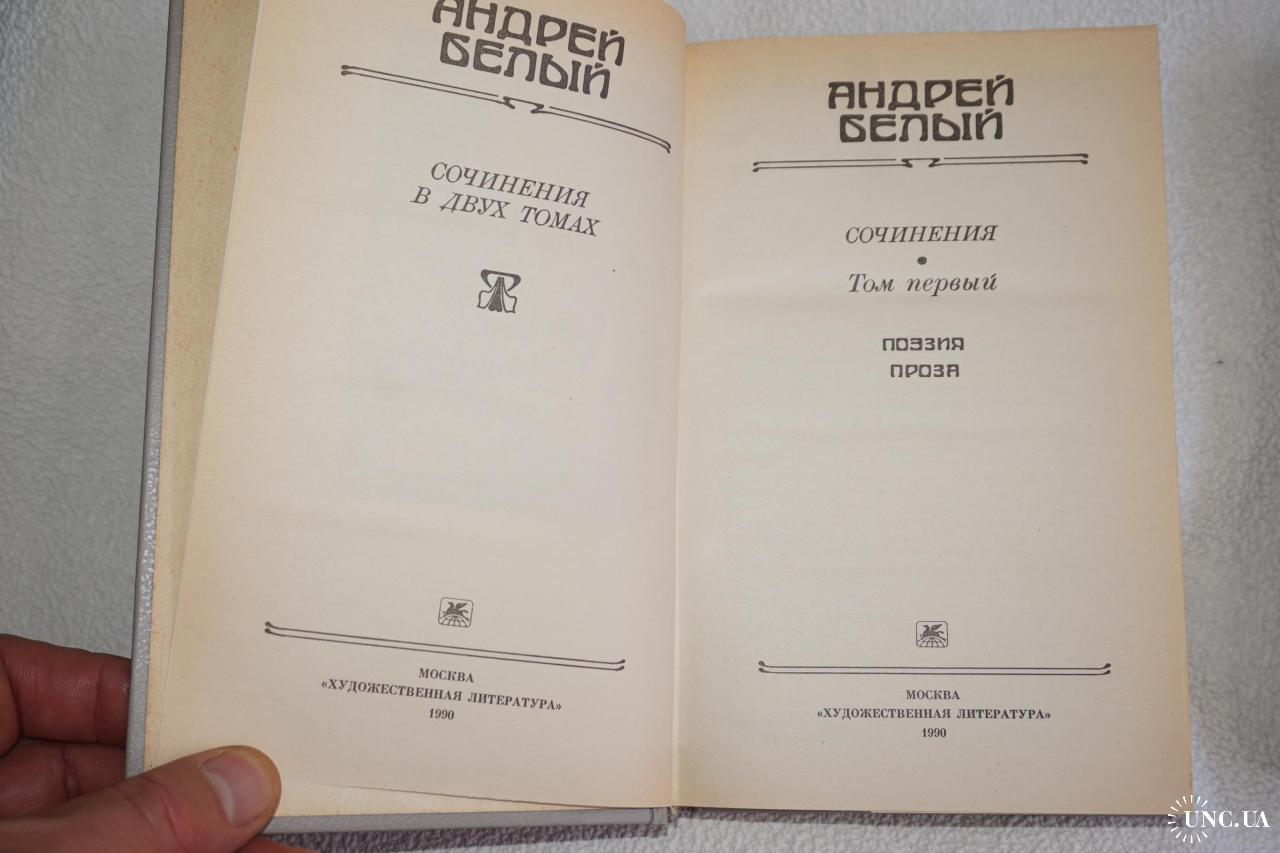 АНДРЕЙ
БЕЛЫЙ
СОЧИНЕНИЯ
В ДВУХ ТОМАХ
МОСКВА
«ХУДОЖЕСТВЕННАЯ ЛИТЕРАТУРА»
1990
АНДРЕЙ
БЕЛЫЙ
СОЧИНЕНИЯ
•
Том первый
ПОЭЗИЯ
ПРОЗА
МОСКВА
«ХУДОЖЕСТВЕННАЯ ЛИТЕРАТУРА»
1990
UNC.UA